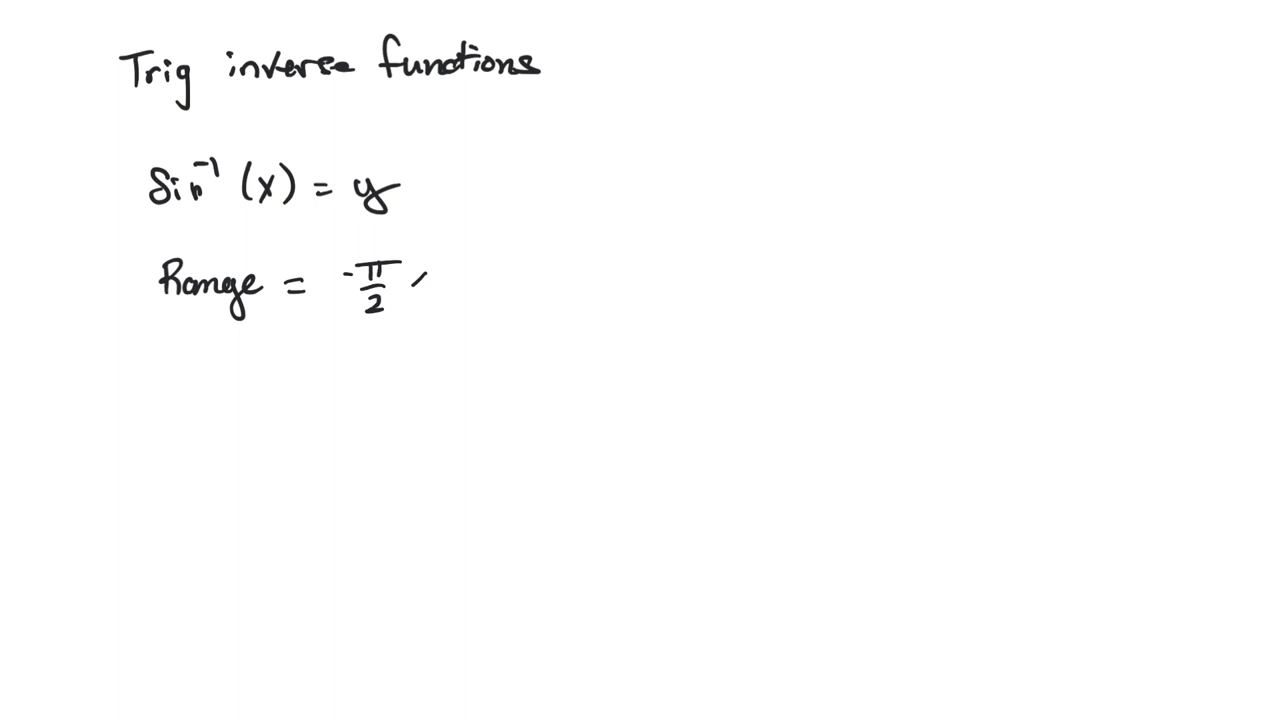 Trig inverse functions
Sin⁻¹ (x) = y
Range = -π/2